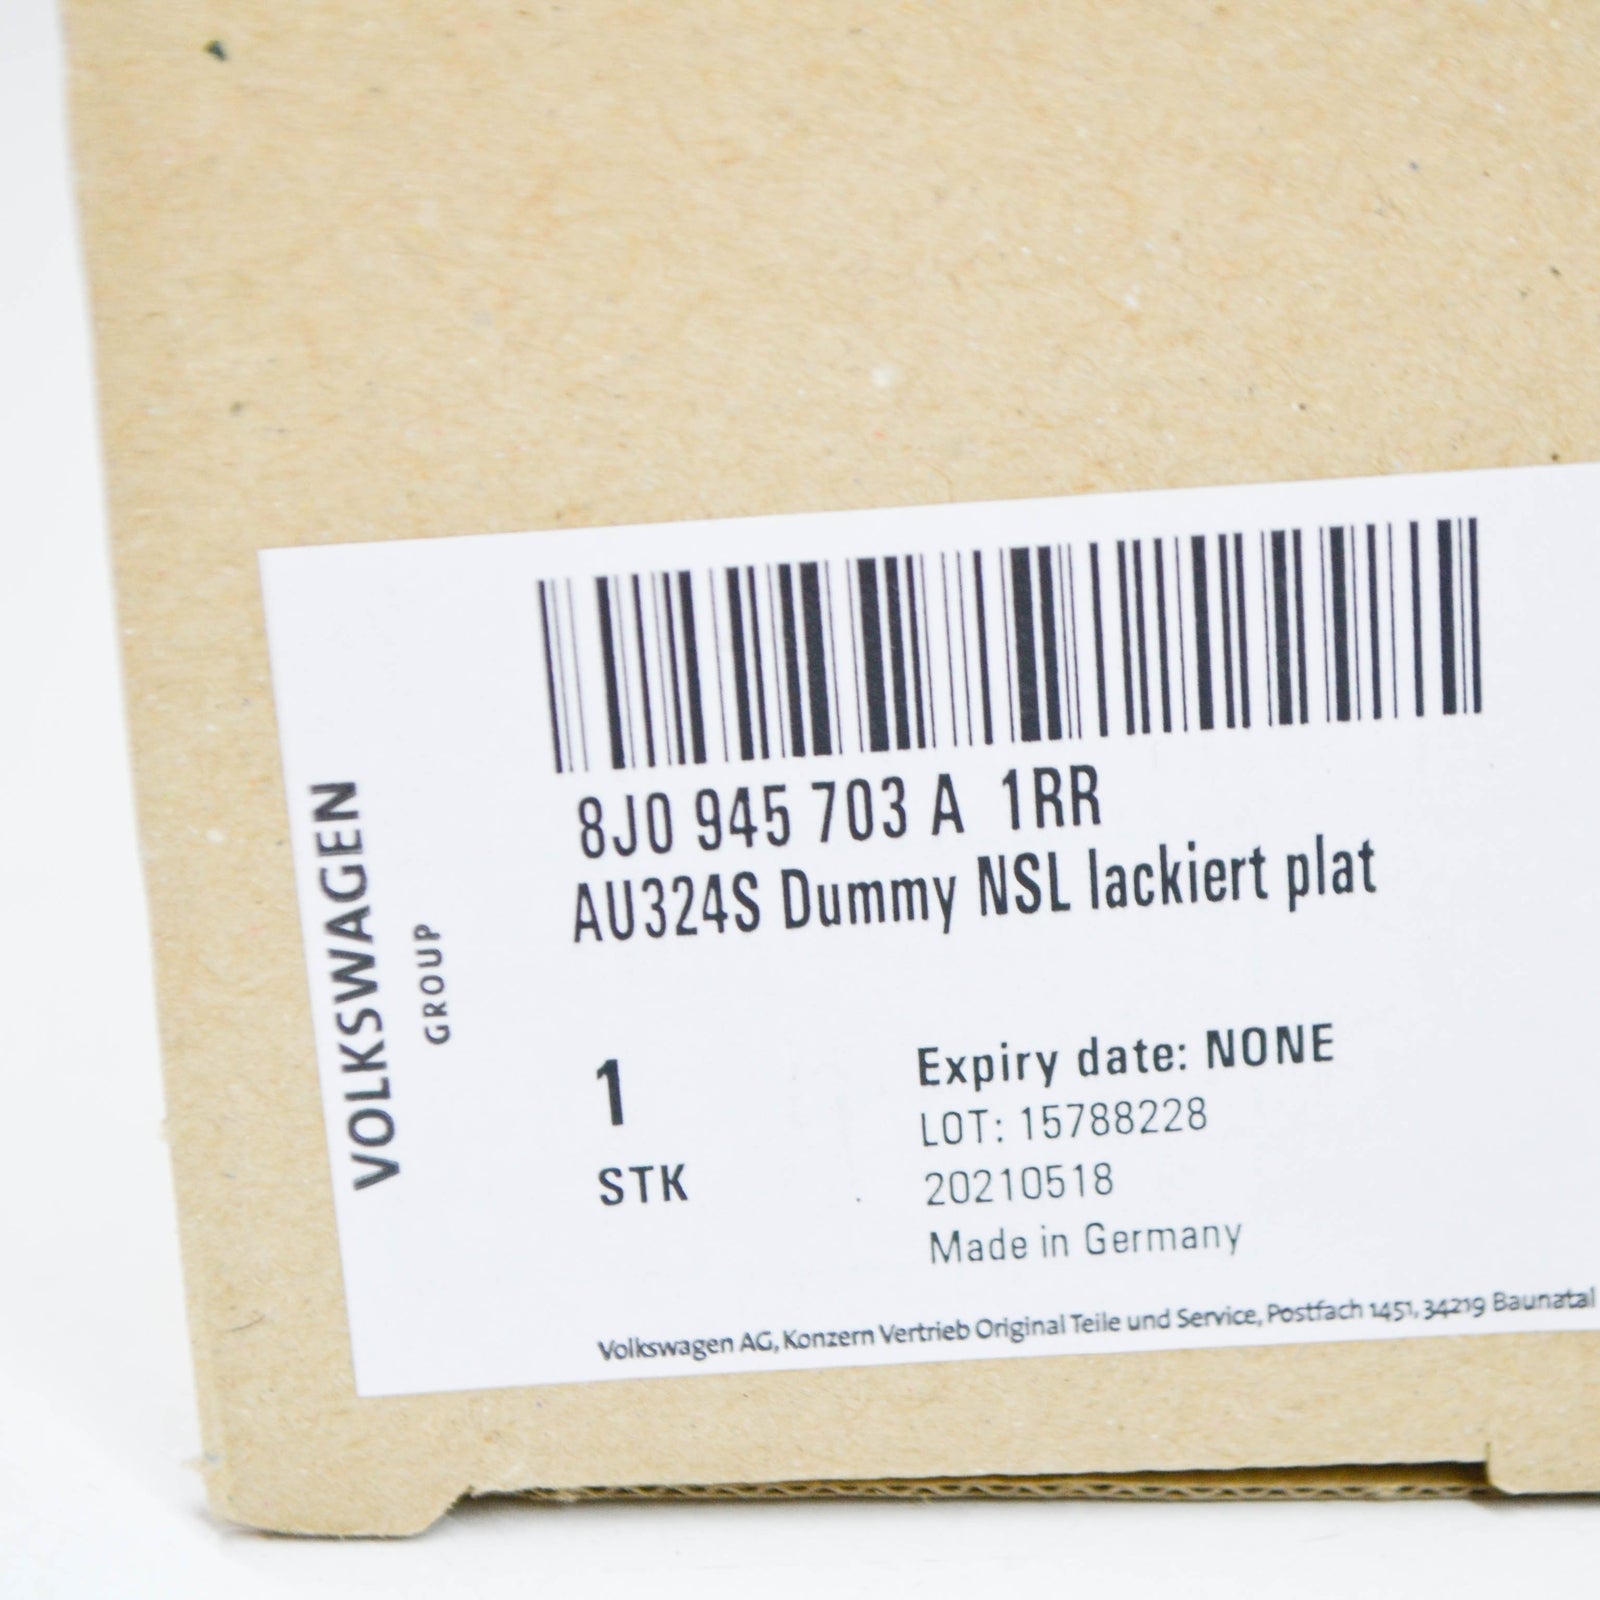 VOLKSWAGEN
GROUP
8J0 945 703 A 1RR
AU324S Dummy NSL lackiert plat
1
STK
Expiry date: NONE
LOT: 15788228
20210518
Made in Germany
Volkswagen AG, Konzern Vertrieb Original Teile und Service, Postfach 1451, 34219 Baunatal